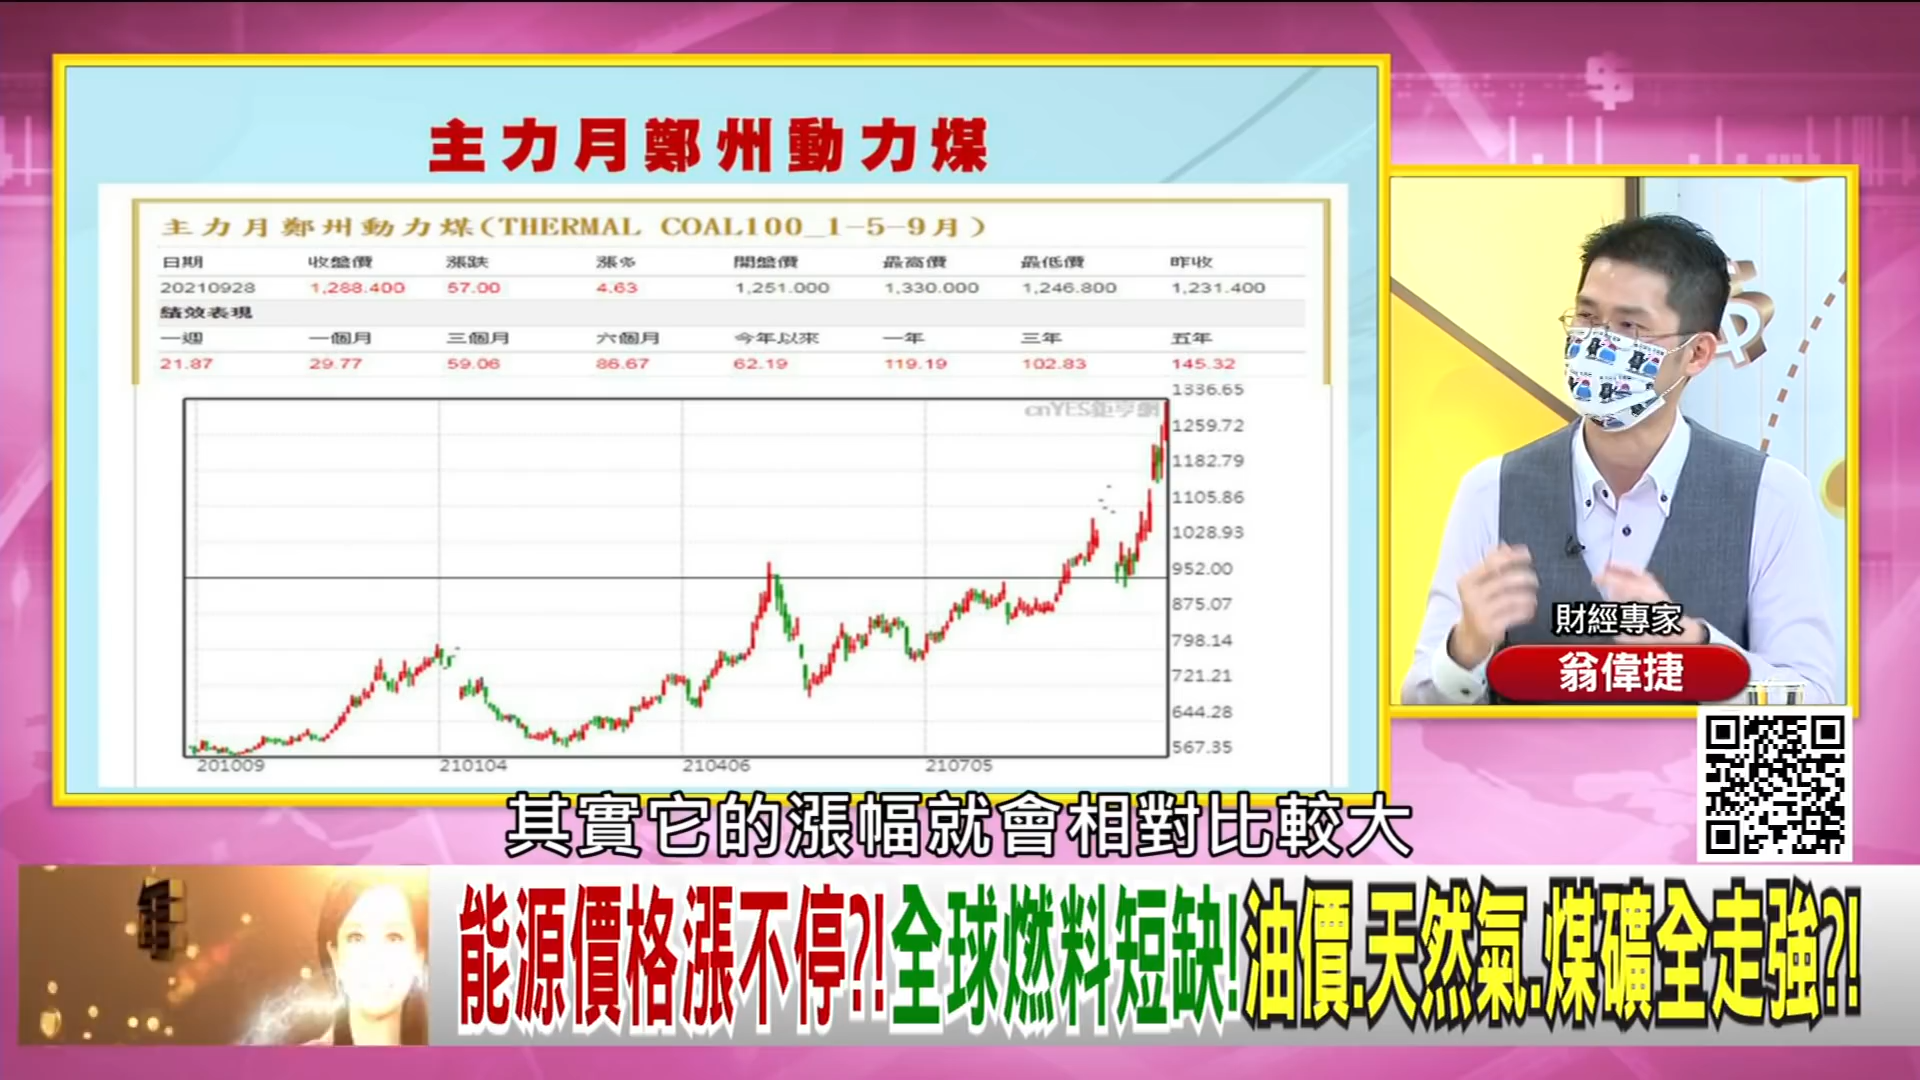 主力月鄭州動力煤
主力月鄭州動力煤(THERMAL COAL100_1-5-9月)
日期 收盤價 漲跌 漲% 開盤價 最高價 最低價 昨收
20210928 1,288.400 57.00 4.63 1,251.000 1,330.000 1,246.800 1,231.400
績效表現
一週 一個月 三個月 六個月 今年以來 一年 三年 五年
21.87 29.77 59.06 86.67 62.19 119.19 102.83 145.32
cnYES鉅亨網
1336.65
1259.72
1182.79
1105.86
1028.93
952.00
875.07
798.14
721.21
644.28
567.35
201009 210104 210406 210705
財經專家
翁偉捷
其實它的漲幅就會相對比較大
能源價格漲不停?!全球燃料短缺!油價.天然氣.煤礦全走強?!